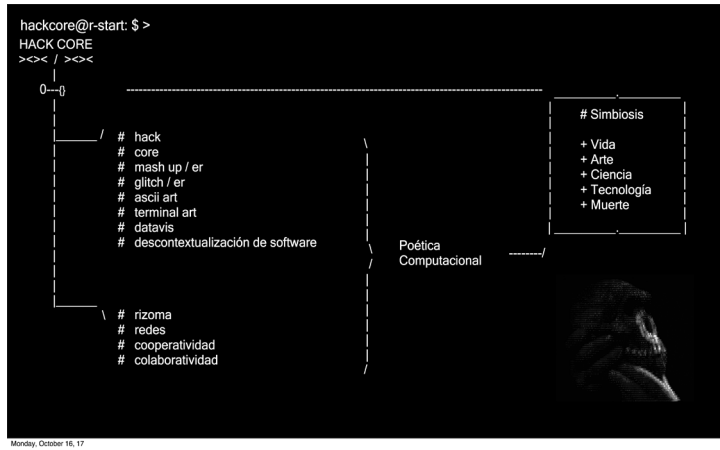 hackcore@r-start: $ >
HACK CORE
><>< / ><><
0---{}
# hack
# core
# mash up / er
# glitch / er
# ascii art
# terminal art
# datavis
# descontextualización de software
Poética
Computacional
# rizoma
# redes
# cooperatividad
# colaboratividad
# Simbiosis
+ Vida
+ Arte
+ Ciencia
+ Tecnología
+ Muerte
Monday, October 16, 17